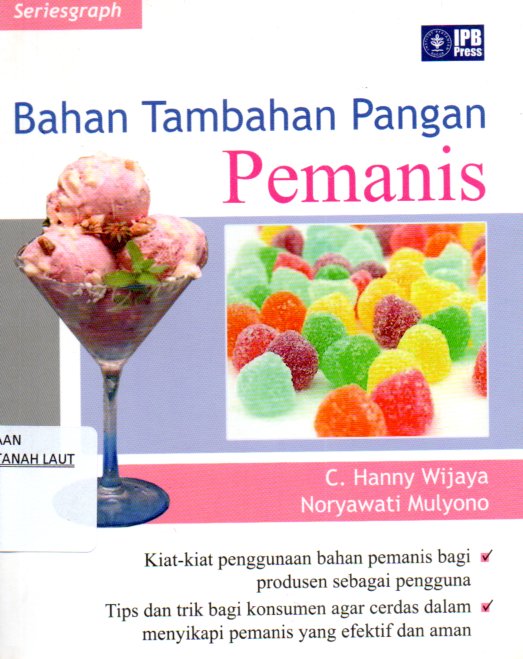 Seriesgraph
IPB
Press
Bahan Tambahan Pangan
Pemanis
AAN
TANAH LAUT
C. Hanny Wijaya
Noryawati Mulyono
Kiat-kiat penggunaan bahan pemanis bagi
produsen sebagai pengguna
Tips dan trik bagi konsumen agar cerdas dalam
menyikapi pemanis yang efektif dan aman